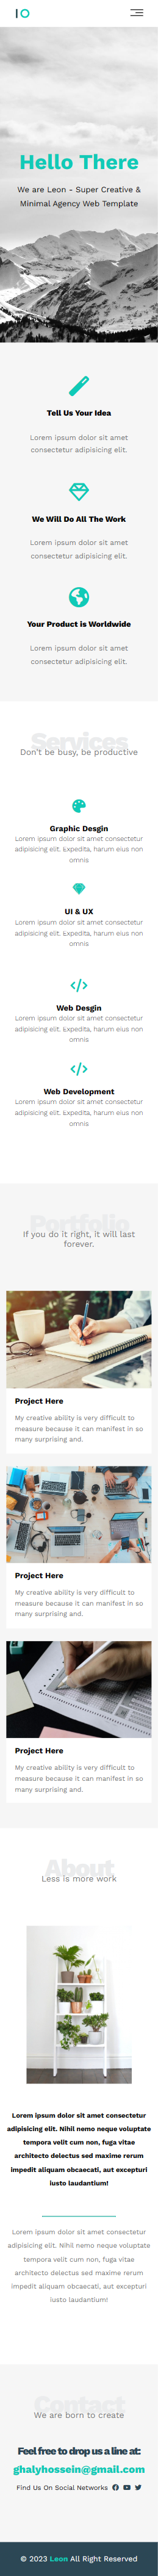 IO
Hello There
We are Leon - Super Creative &
Minimal Agency Web Template
Tell Us Your Idea
Lorem ipsum dolor sit amet
consectetur adipisicing elit.
We Will Do All The Work
Lorem ipsum dolor sit amet
consectetur adipisicing elit.
Your Product is Worldwide
Lorem ipsum dolor sit amet
consectetur adipisicing elit.
Services
Don't be busy, be productive
Graphic Desgin
Lorem ipsum dolor sit amet consectetur
adipisicing elit. Expedita, harum eius non
omnis
UI & UX
Lorem ipsum dolor sit amet consectetur
adipisicing elit. Expedita, harum eius non
omnis
Web Desgin
Lorem ipsum dolor sit amet consectetur
adipisicing elit. Expedita, harum eius non
omnis
Web Development
Lorem ipsum dolor sit amet consectetur
adipisicing elit. Expedita, harum eius non
omnis
Portfolio
If you do it right, it will last
forever.
Project Here
My creative ability is very difficult to
measure because it can manifest in so
many surprising and.
Project Here
My creative ability is very difficult to
measure because it can manifest in so
many surprising and.
Project Here
My creative ability is very difficult to
measure because it can manifest in so
many surprising and.
About
Less is more work
Lorem ipsum dolor sit amet consectetur
adipisicing elit. Nihil nemo neque voluptate
tempora velit cum non, fuga vitae
architecto delectus sed maxime rerum
impedit aliquam obcaecati, aut excepturi
iusto laudantium!
Lorem ipsum dolor sit amet consectetur
adipisicing elit. Nihil nemo neque voluptate
tempora velit cum non, fuga vitae
architecto delectus sed maxime rerum
impedit aliquam obcaecati, aut excepturi
iusto laudantium!
Contact
We are born to create
Feel free to drop us a line at:
ghalyhossein@gmail.com
Find Us On Social Networks
© 2023 Leon All Right Reserved